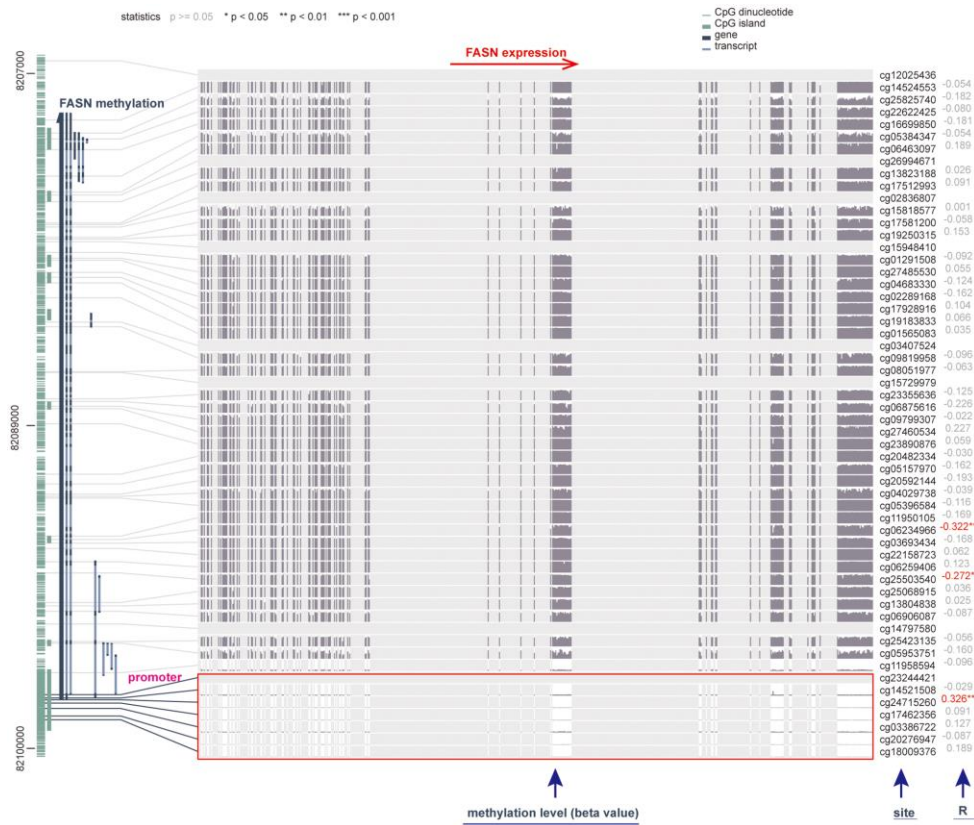 statistics p >= 0.05 * p < 0.05 ** p < 0.01 *** p < 0.001
CpG dinucleotide
CpG island
gene
transcript
FASN expression
8207000
FASN methylation
82089000
promoter
82100000
cg12025436
cg14524553 -0.054
cg25825740 -0.182
cg22622425 -0.080
cg16699850 -0.181
cg05384347 -0.054
cg06463097 0.189
cg26994671
cg13823188 0.026
cg17512993 0.091
cg02836807
cg15818577 0.001
cg17581200 -0.058
cg19250315 0.153
cg15948410
cg01291508 -0.092
cg27485530 0.055
cg04683330 -0.124
cg02289168 -0.162
cg17928916 0.104
cg19183833 0.066
cg01565083 0.035
cg03407524
cg09819958 -0.096
cg08051977 -0.063
cg15729979
cg23355636 -0.125
cg06875616 -0.226
cg09799307 -0.022
cg27460534 0.227
cg23890876 0.059
cg20482334 -0.030
cg05157970 -0.162
cg20592144 -0.193
cg04029738 -0.039
cg05396584 -0.116
cg11950105 -0.169
cg06234966 -0.322**
cg03693434 -0.168
cg22158723 0.062
cg06259406 0.123
cg25503540 -0.272*
cg25068915 0.036
cg13804838 0.025
cg06906087 -0.087
cg14797580
cg25423135 -0.056
cg05953751 -0.160
cg11958594 -0.096
cg23244421
cg14521508 -0.029
cg24715260 0.326**
cg17462356 0.091
cg03386722 0.127
cg20276947 -0.087
cg18009376 0.189
methylation level (beta value) site R